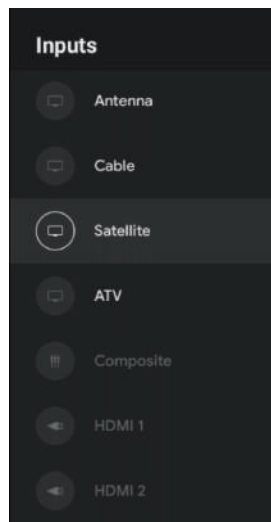 Inputs
Antenna
Cable
Satellite
ATV
Composite
HDMI 1
HDMI 2